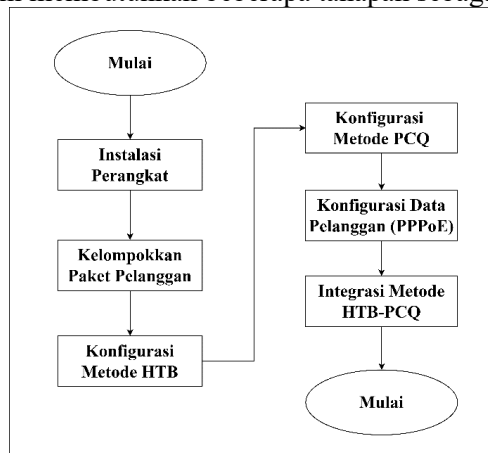 Mulai
Instalasi
Perangkat
Kelompokkan
Paket Pelanggan
Konfigurasi
Metode HTB
Konfigurasi
Metode PCQ
Konfigurasi Data
Pelanggan (PPPoE)
Integrasi Metode
HTB-PCQ
Mulai